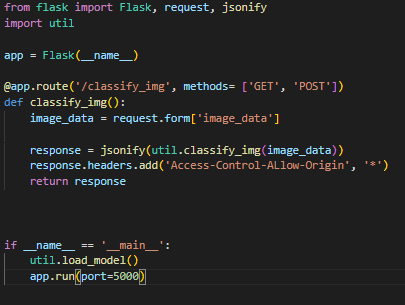 from flask import Flask, request, jsonify
import util
app = Flask(__name__)
@app.route('/classify_img', methods= ['GET', 'POST'])
def classify_img():
    image_data = request.form['image_data']
    response = jsonify(util.classify_img(image_data))
    response.headers.add('Access-Control-ALlow-Origin', '*')
    return response
if __name__ == '__main__':
    util.load_model()
    app.run(port=5000)